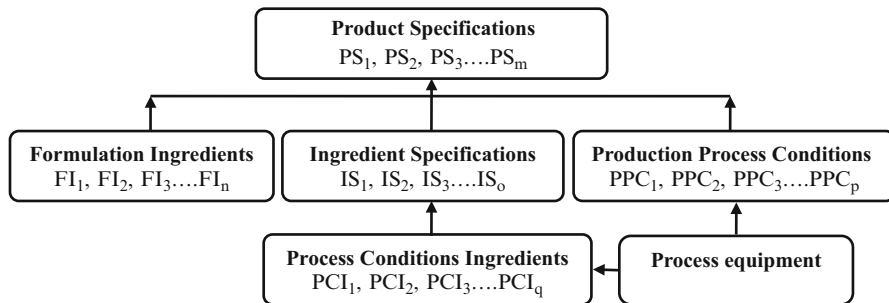 Product Specifications
PS₁, PS₂, PS₃....PSₘ
Formulation Ingredients
FI₁, FI₂, FI₃....FIₙ
Ingredient Specifications
IS₁, IS₂, IS₃....ISₒ
Production Process Conditions
PPC₁, PPC₂, PPC₃....PPCₚ
Process Conditions Ingredients
PCI₁, PCI₂, PCI₃....PCI_q
Process equipment